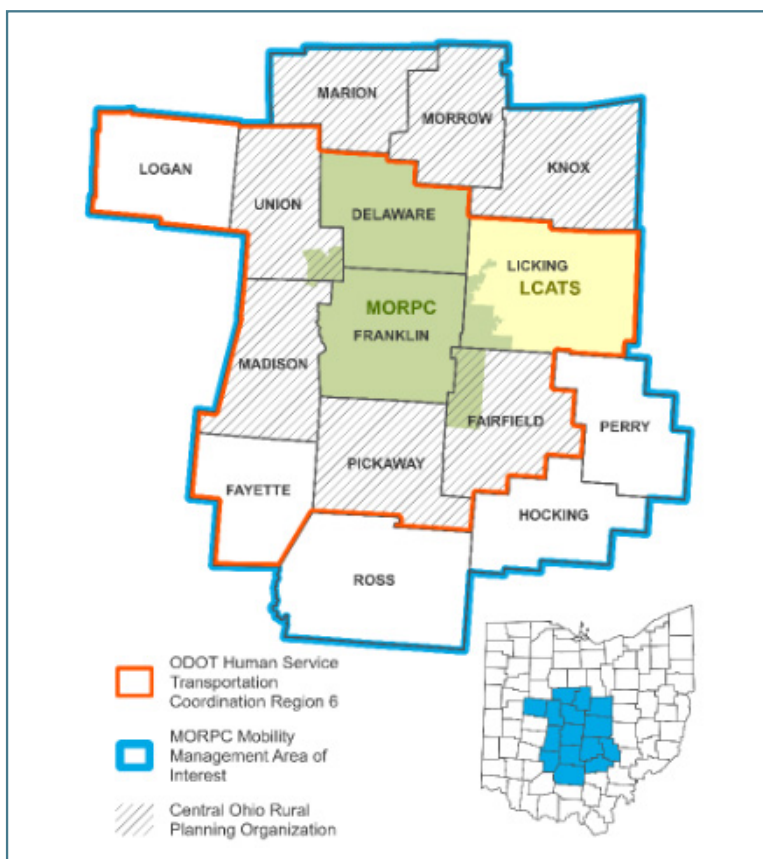 MARION
MORROW
LOGAN
KNOX
UNION
DELAWARE
LICKING
LCATS
MORPC
FRANKLIN
MADISON
FAIRFIELD
PERRY
PICKAWAY
FAYETTE
HOCKING
ROSS
ODOT Human Service
Transportation
Coordination Region 6
MORPC Mobility
Management Area of
Interest
Central Ohio Rural
Planning Organization